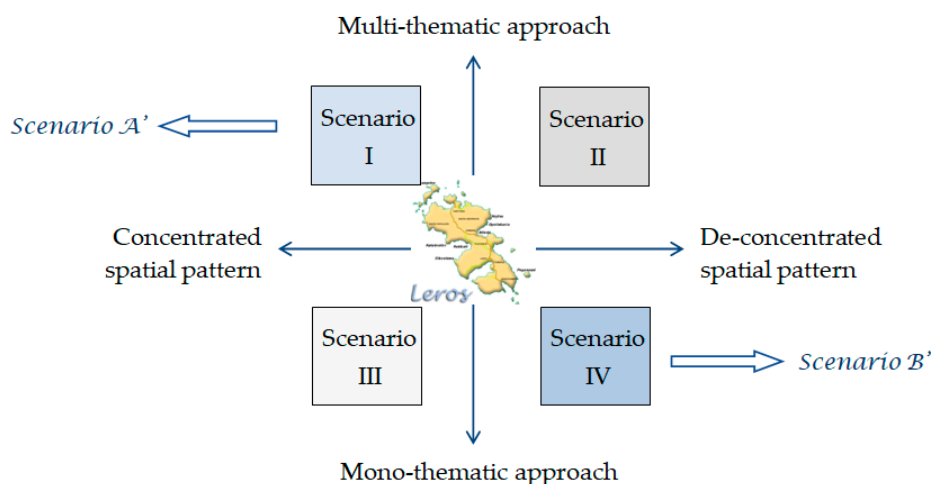 Multi-thematic approach
Scenario
I
Scenario
II
Scenario A’
Concentrated
spatial pattern
De-concentrated
spatial pattern
Leros
Scenario
III
Scenario
IV
Scenario B’
Mono-thematic approach